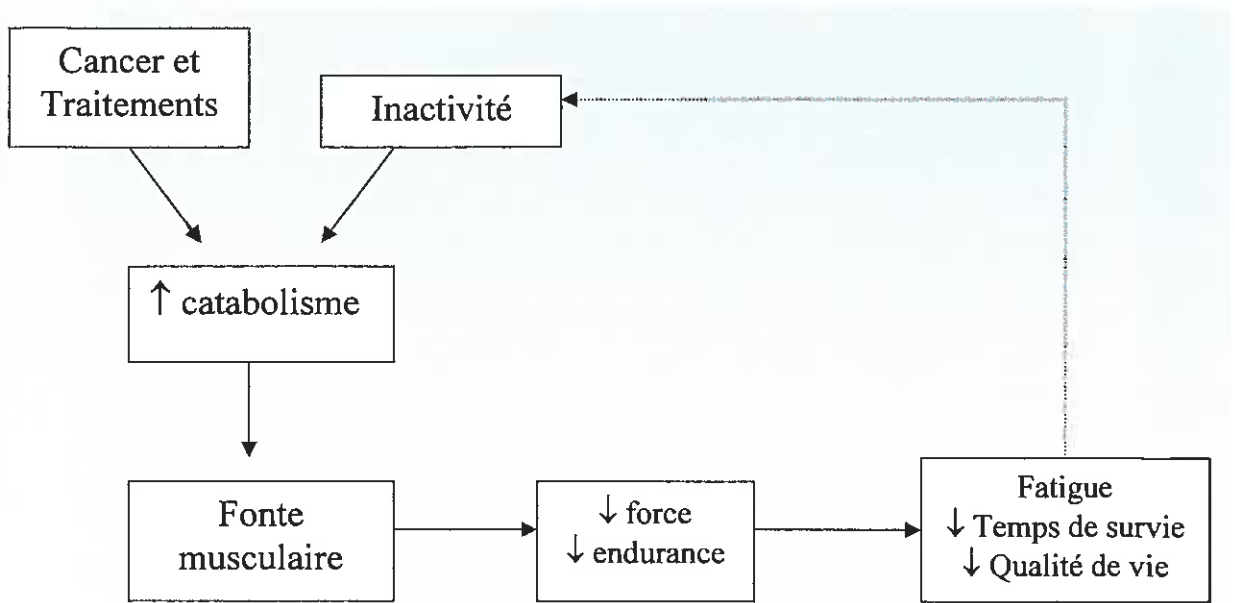 Cancer et
Traitements
Inactivité
↑ catabolisme
Fonte
musculaire
↓ force
↓ endurance
Fatigue
↓ Temps de survie
↓ Qualité de vie